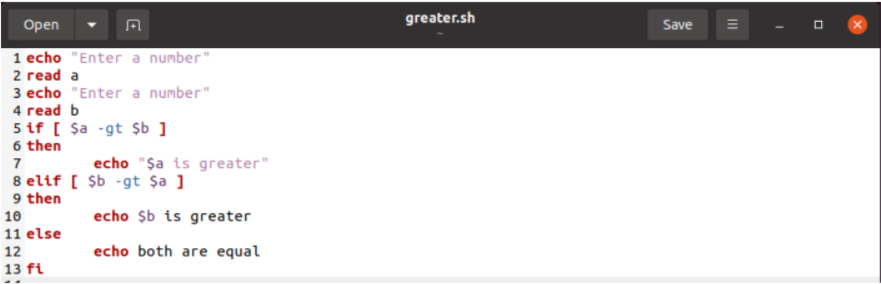 Open
greater.sh
~
Save
1 echo "Enter a number"
2 read a
3 echo "Enter a number"
4 read b
5 if [ $a -gt $b ]
6 then
7         echo "$a is greater"
8 elif [ $b -gt $a ]
9 then
10         echo $b is greater
11 else
12         echo both are equal
13 fi